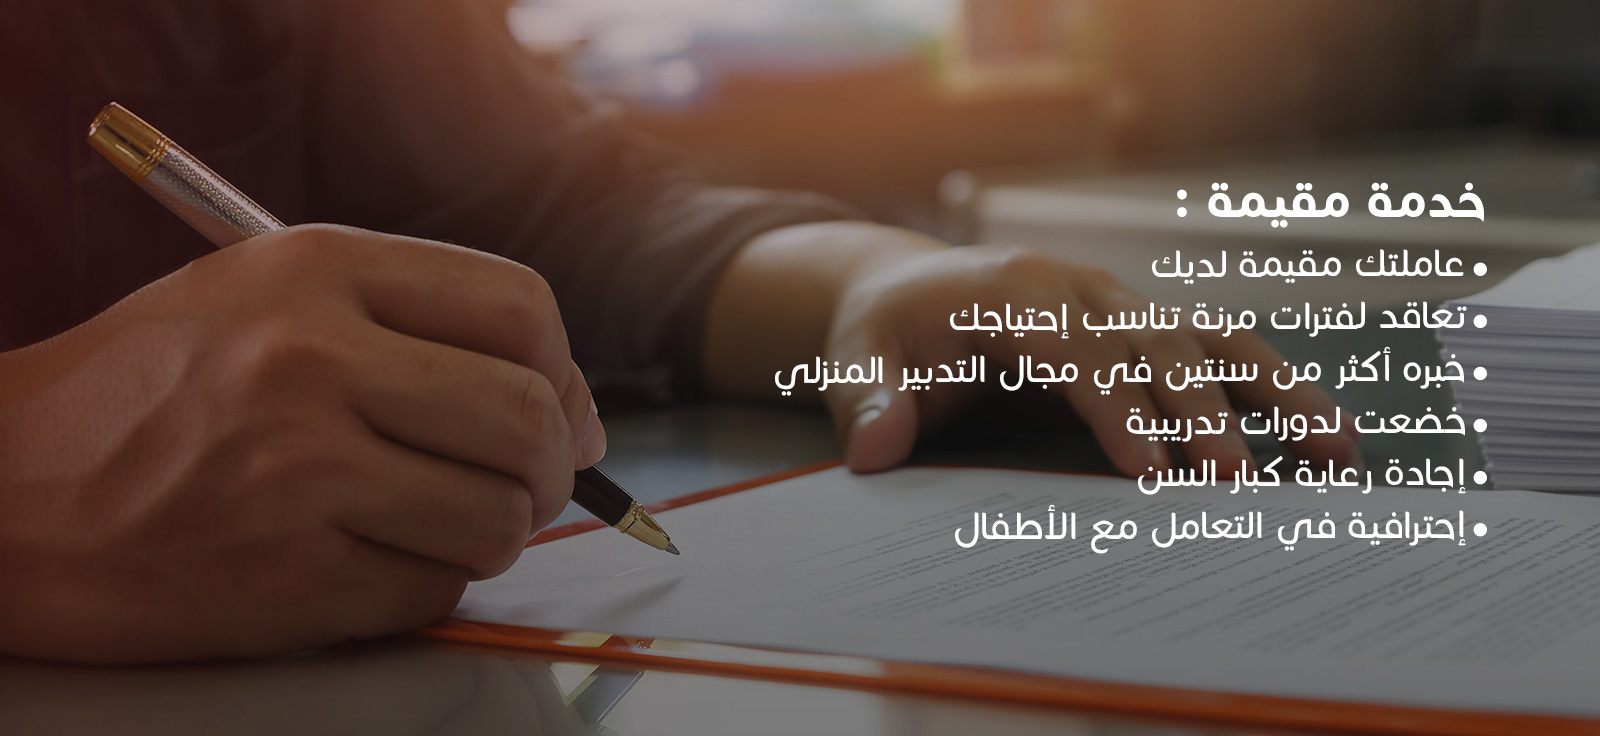 خدمة مقيمة :
• عاملتك مقيمة لديك
• تعاقد لفترات مرنة تناسب إحتياجك
• خبره أكثر من سنتين في مجال التدبير المنزلي
• خضعت لدورات تدريبية
• إجادة رعاية كبار السن
• إحترافية في التعامل مع الأطفال